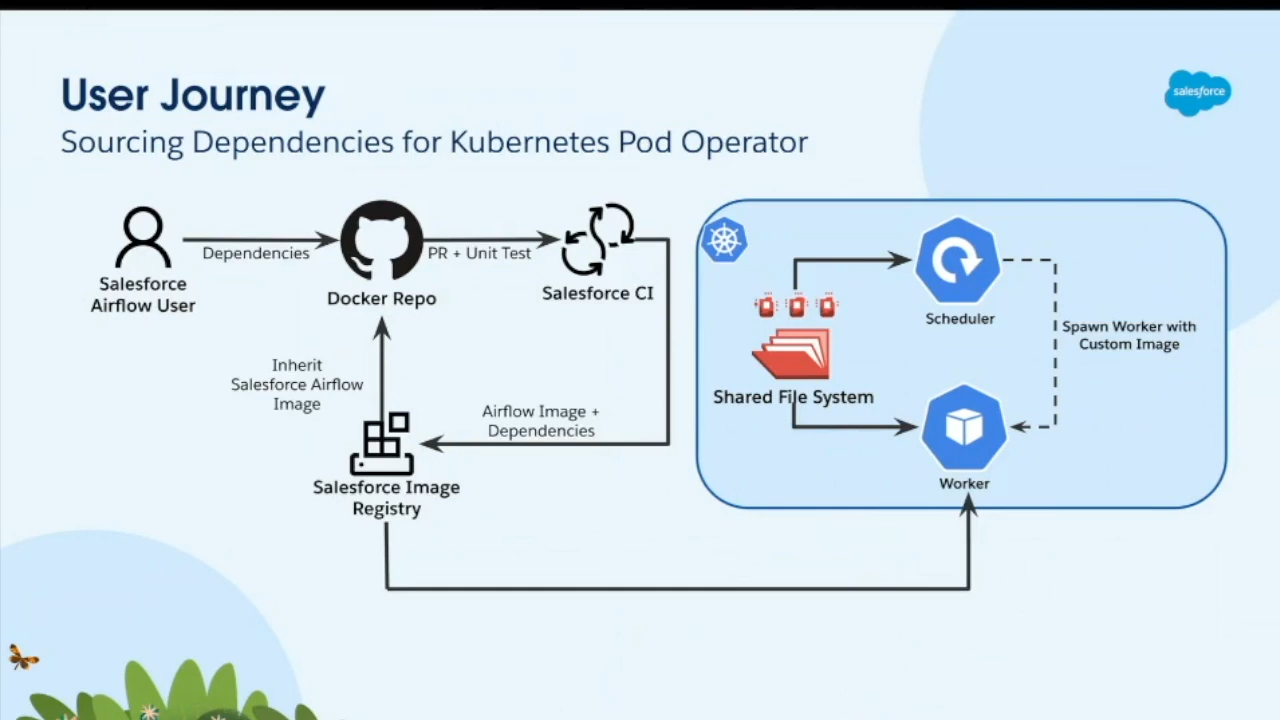 User Journey
salesforce
Sourcing Dependencies for Kubernetes Pod Operator
Dependencies
PR + Unit Test
Salesforce
Airflow User
Docker Repo
Salesforce CI
Inherit
Salesforce Airflow
Image
Airflow Image +
Dependencies
Salesforce Image
Registry
Scheduler
Spawn Worker with
Custom Image
Shared File System
Worker